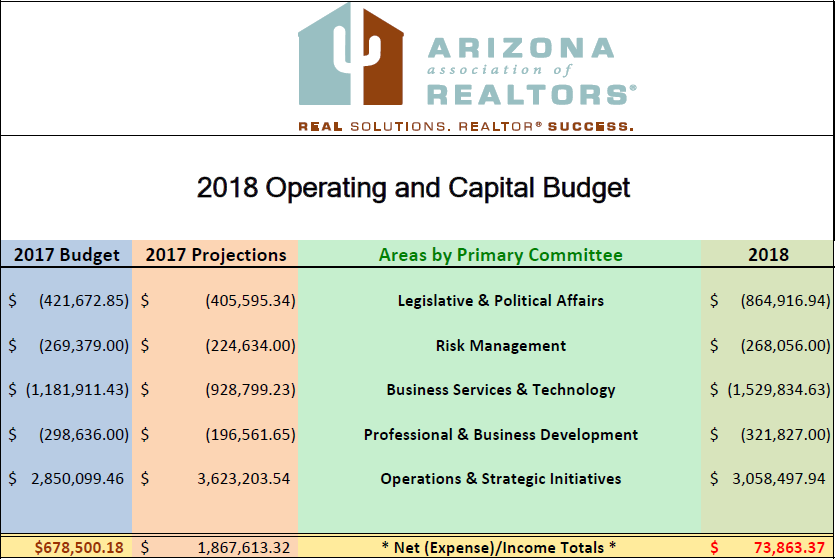 ARIZONA
association of
REALTORS®
REAL SOLUTIONS. REALTOR® SUCCESS.
2018 Operating and Capital Budget
2017 Budget 2017 Projections Areas by Primary Committee 2018
$ (421,672.85) $ (405,595.34) Legislative & Political Affairs $ (864,916.94)
$ (269,379.00) $ (224,634.00) Risk Management $ (268,056.00)
$ (1,181,911.43) $ (928,799.23) Business Services & Technology $ (1,529,834.63)
$ (298,636.00) $ (196,561.65) Professional & Business Development $ (321,827.00)
$ 2,850,099.46 $ 3,623,203.54 Operations & Strategic Initiatives $ 3,058,497.94
$678,500.18 $ 1,867,613.32 * Net (Expense)/Income Totals * $ 73,863.37